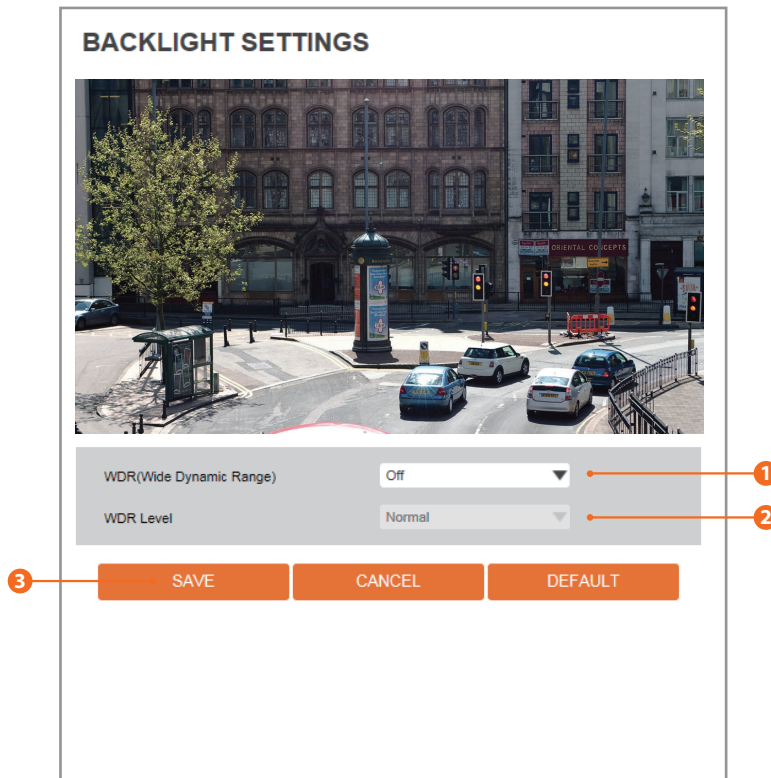 BACKLIGHT SETTINGS
ORIENTAL CONCEPTS
WDR(Wide Dynamic Range)
Off
1
WDR Level
Normal
2
3
SAVE
CANCEL
DEFAULT